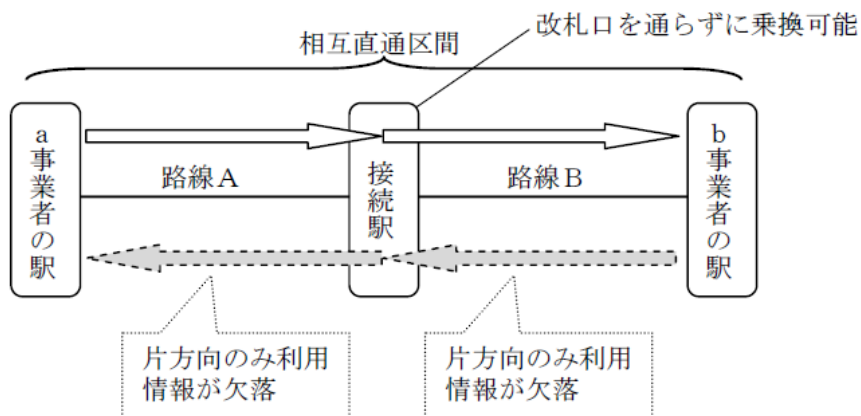 改札口を通らずに乗換可能
相互直通区間
a事業者の駅
路線A
接続駅
路線B
b事業者の駅
片方向のみ利用
情報が欠落
片方向のみ利用
情報が欠落